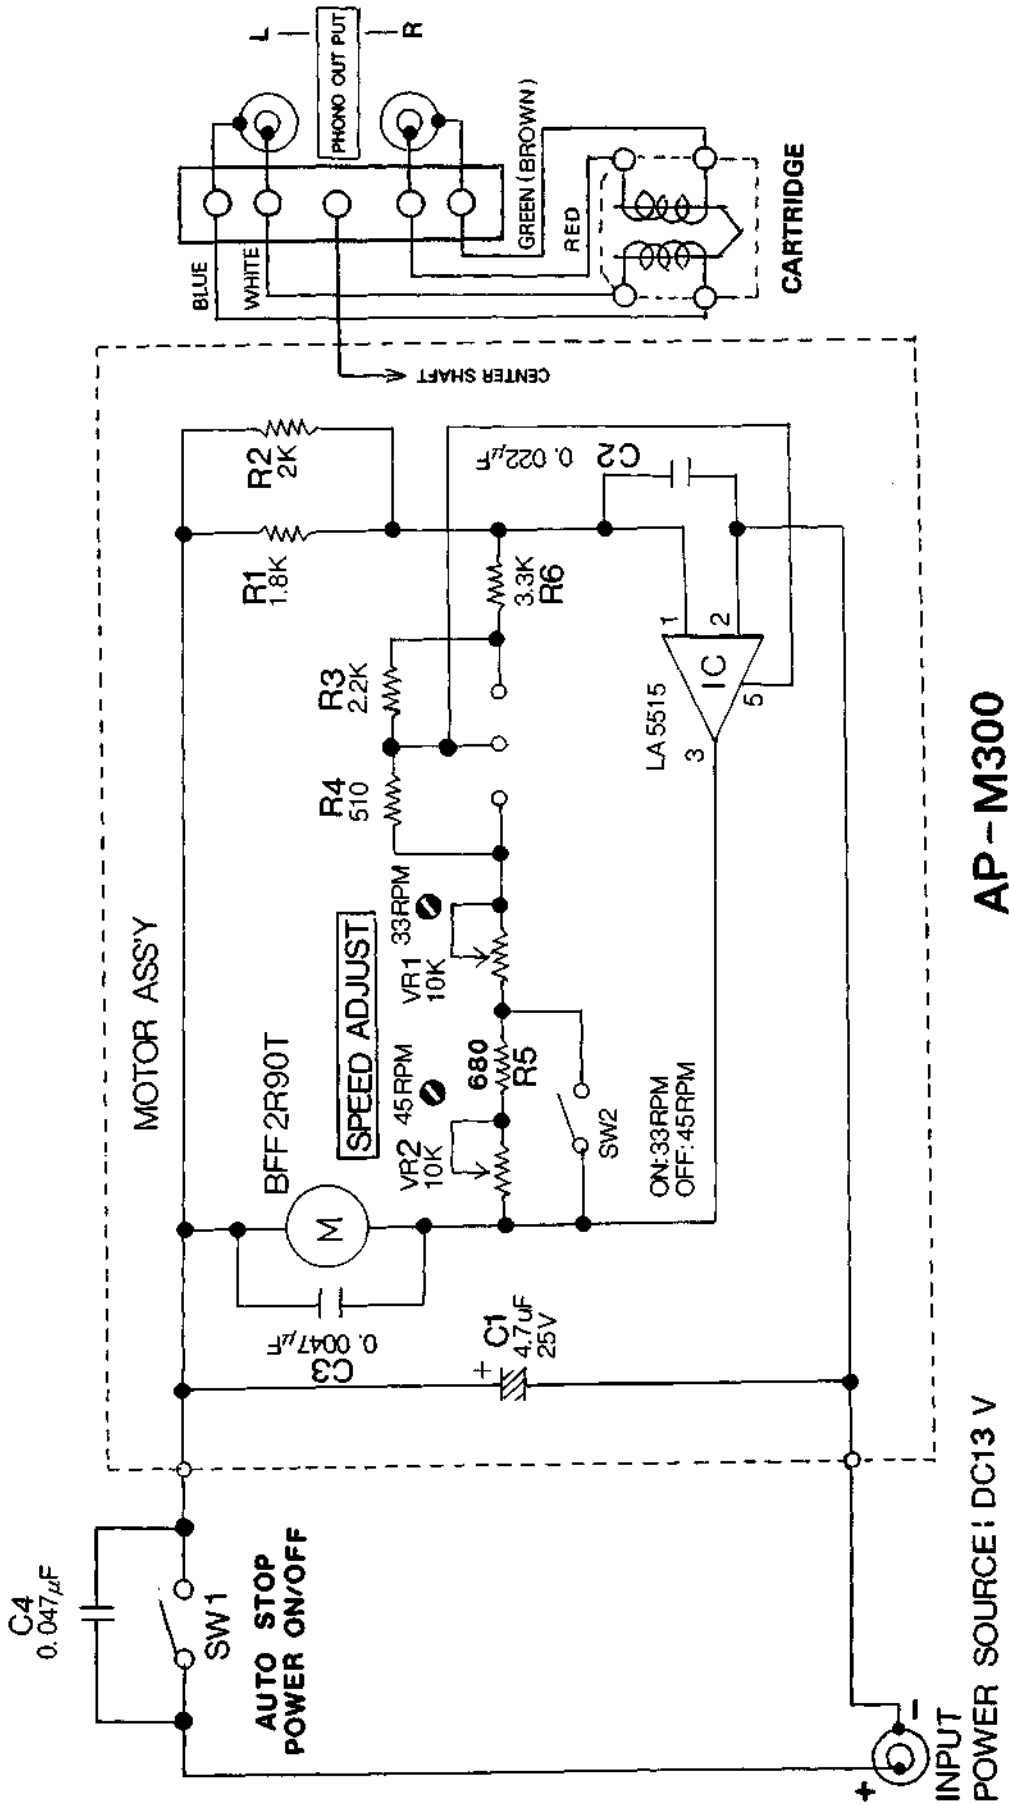 C4
0.047μF
SW1
AUTO STOP
POWER ON/OFF
+
-
INPUT
POWER SOURCE: DC13 V
MOTOR ASS'Y
C3
0.0047μF
+
C1
4.7uF
25V
BFF2R90T
M
SPEED ADJUST
45RPM
VR2
10K
680
R5
33RPM
VR1
10K
SW2
ON:33RPM
OFF:45RPM
R4
510
R3
2.2K
R6
3.3K
R1
1.8K
R2
2K
C2
0.022μF
LA5515
IC
1
2
3
5
CENTER SHAFT
BLUE
WHITE
GREEN (BROWN)
RED
CARTRIDGE
L
PHONO OUT PUT
R
AP-M300